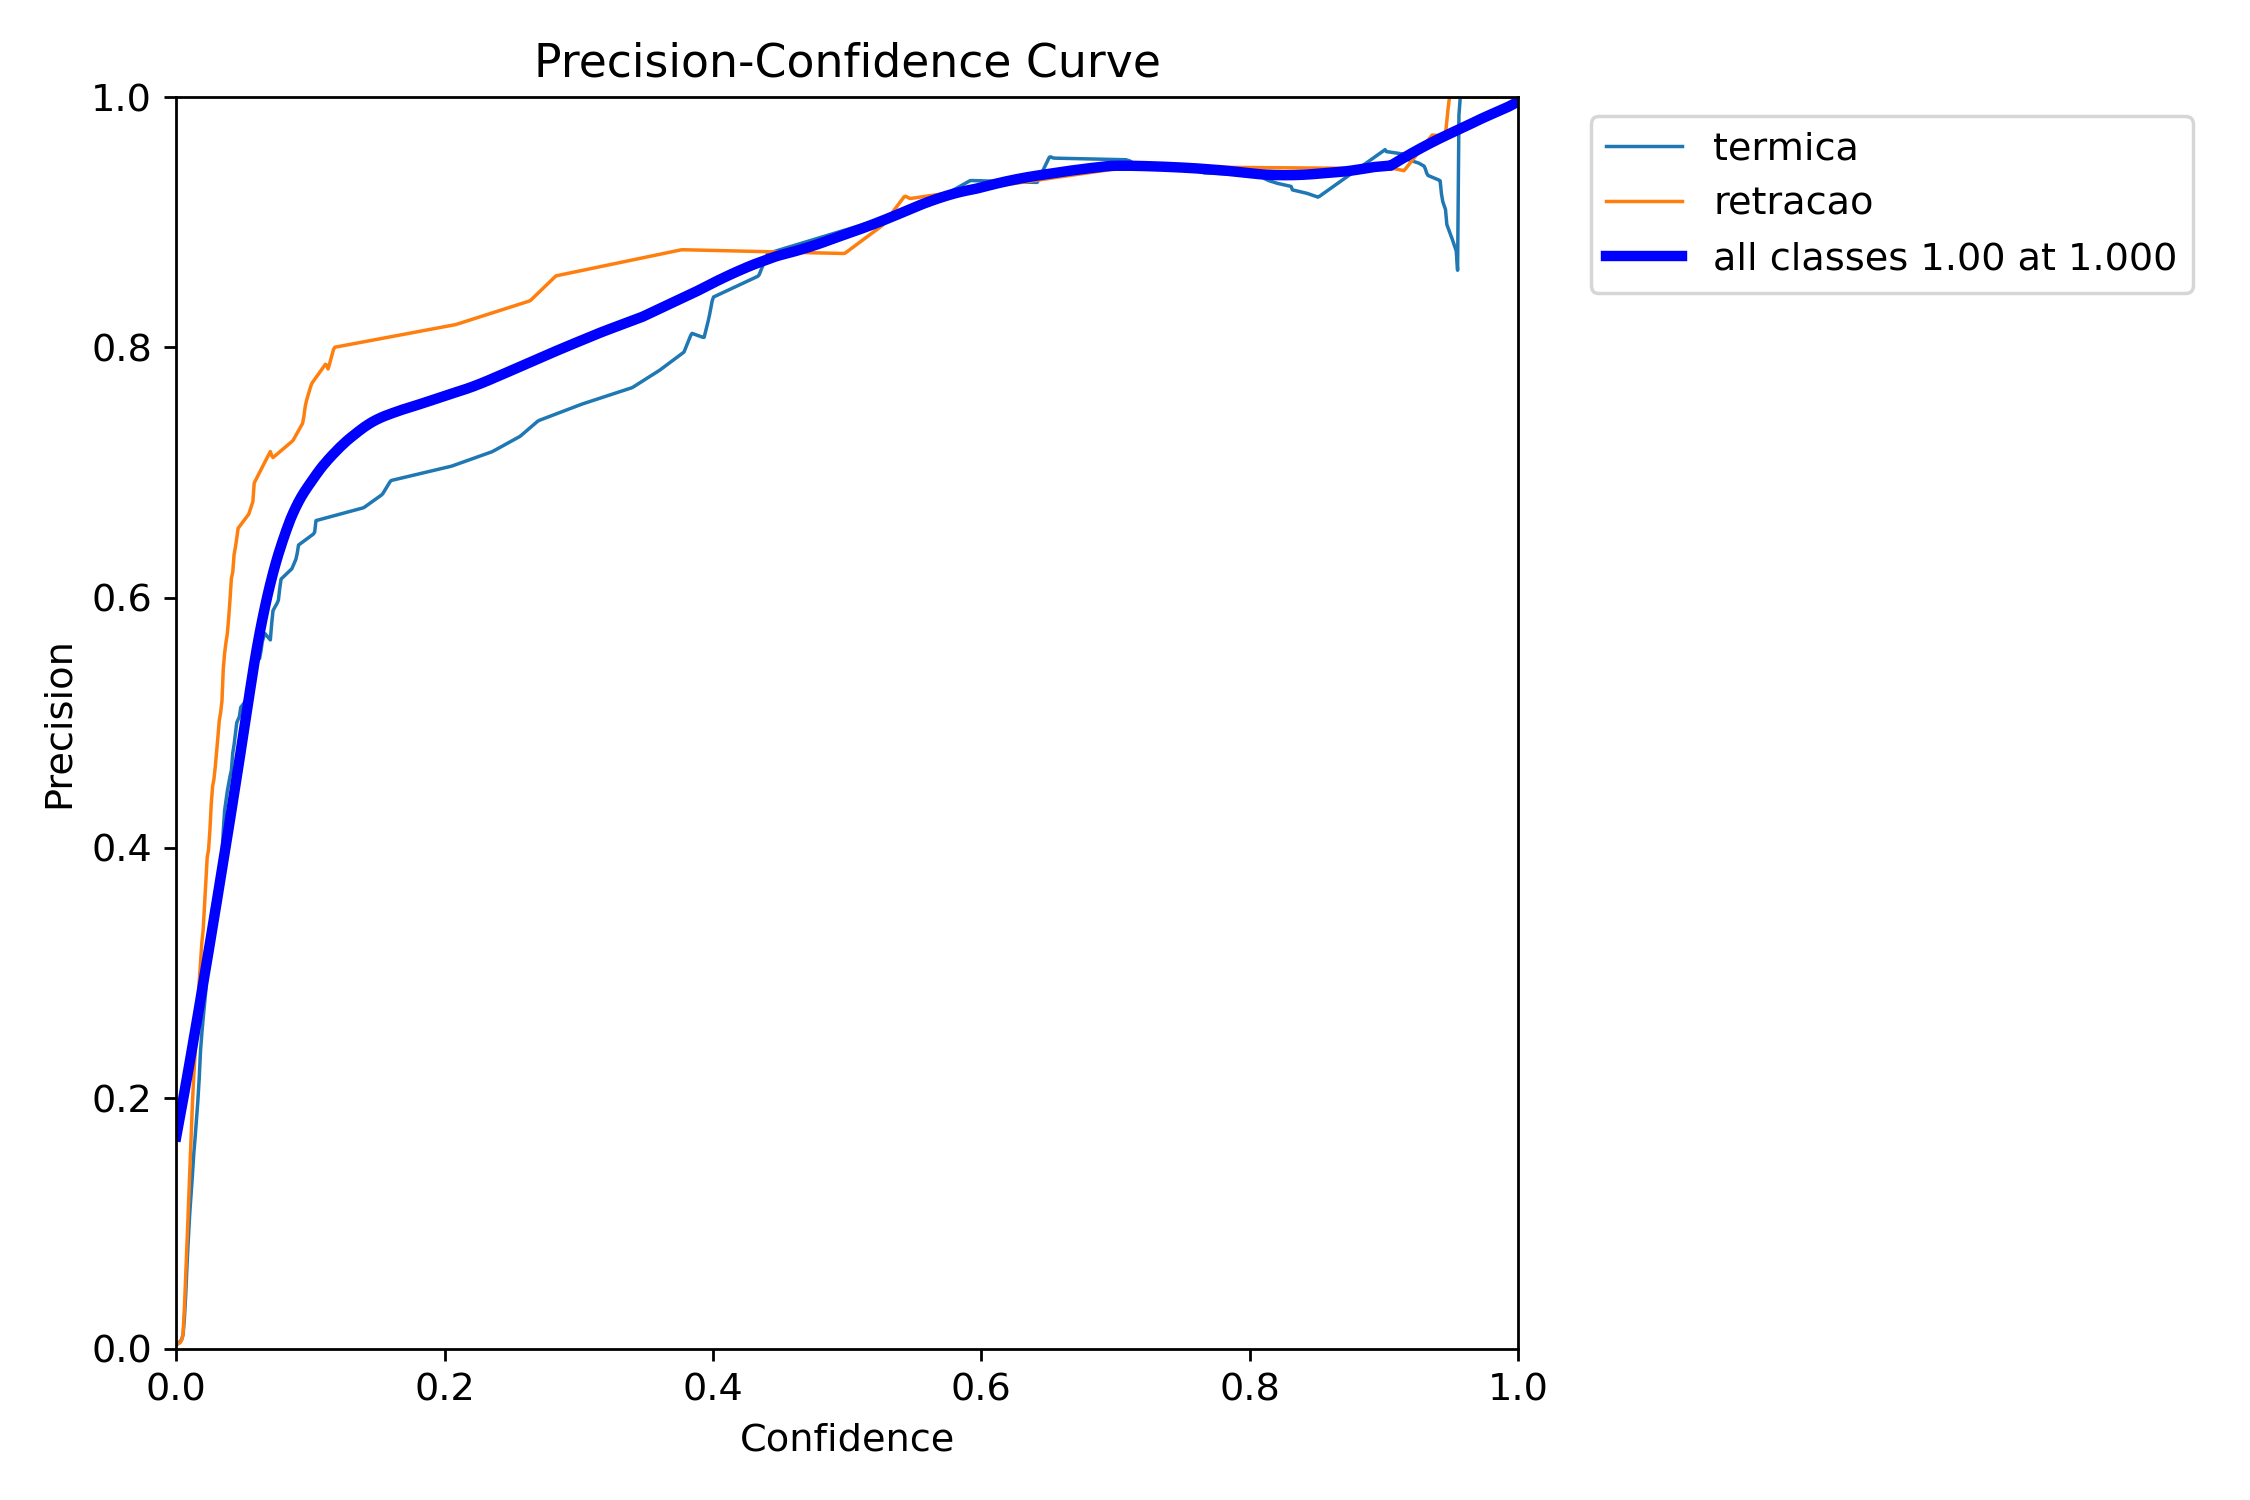 Precision-Confidence Curve
1.0
0.8
0.6
0.4
0.2
0.0
Precision
0.0 0.2 0.4 0.6 0.8 1.0
Confidence
termica
retracao
all classes 1.00 at 1.000